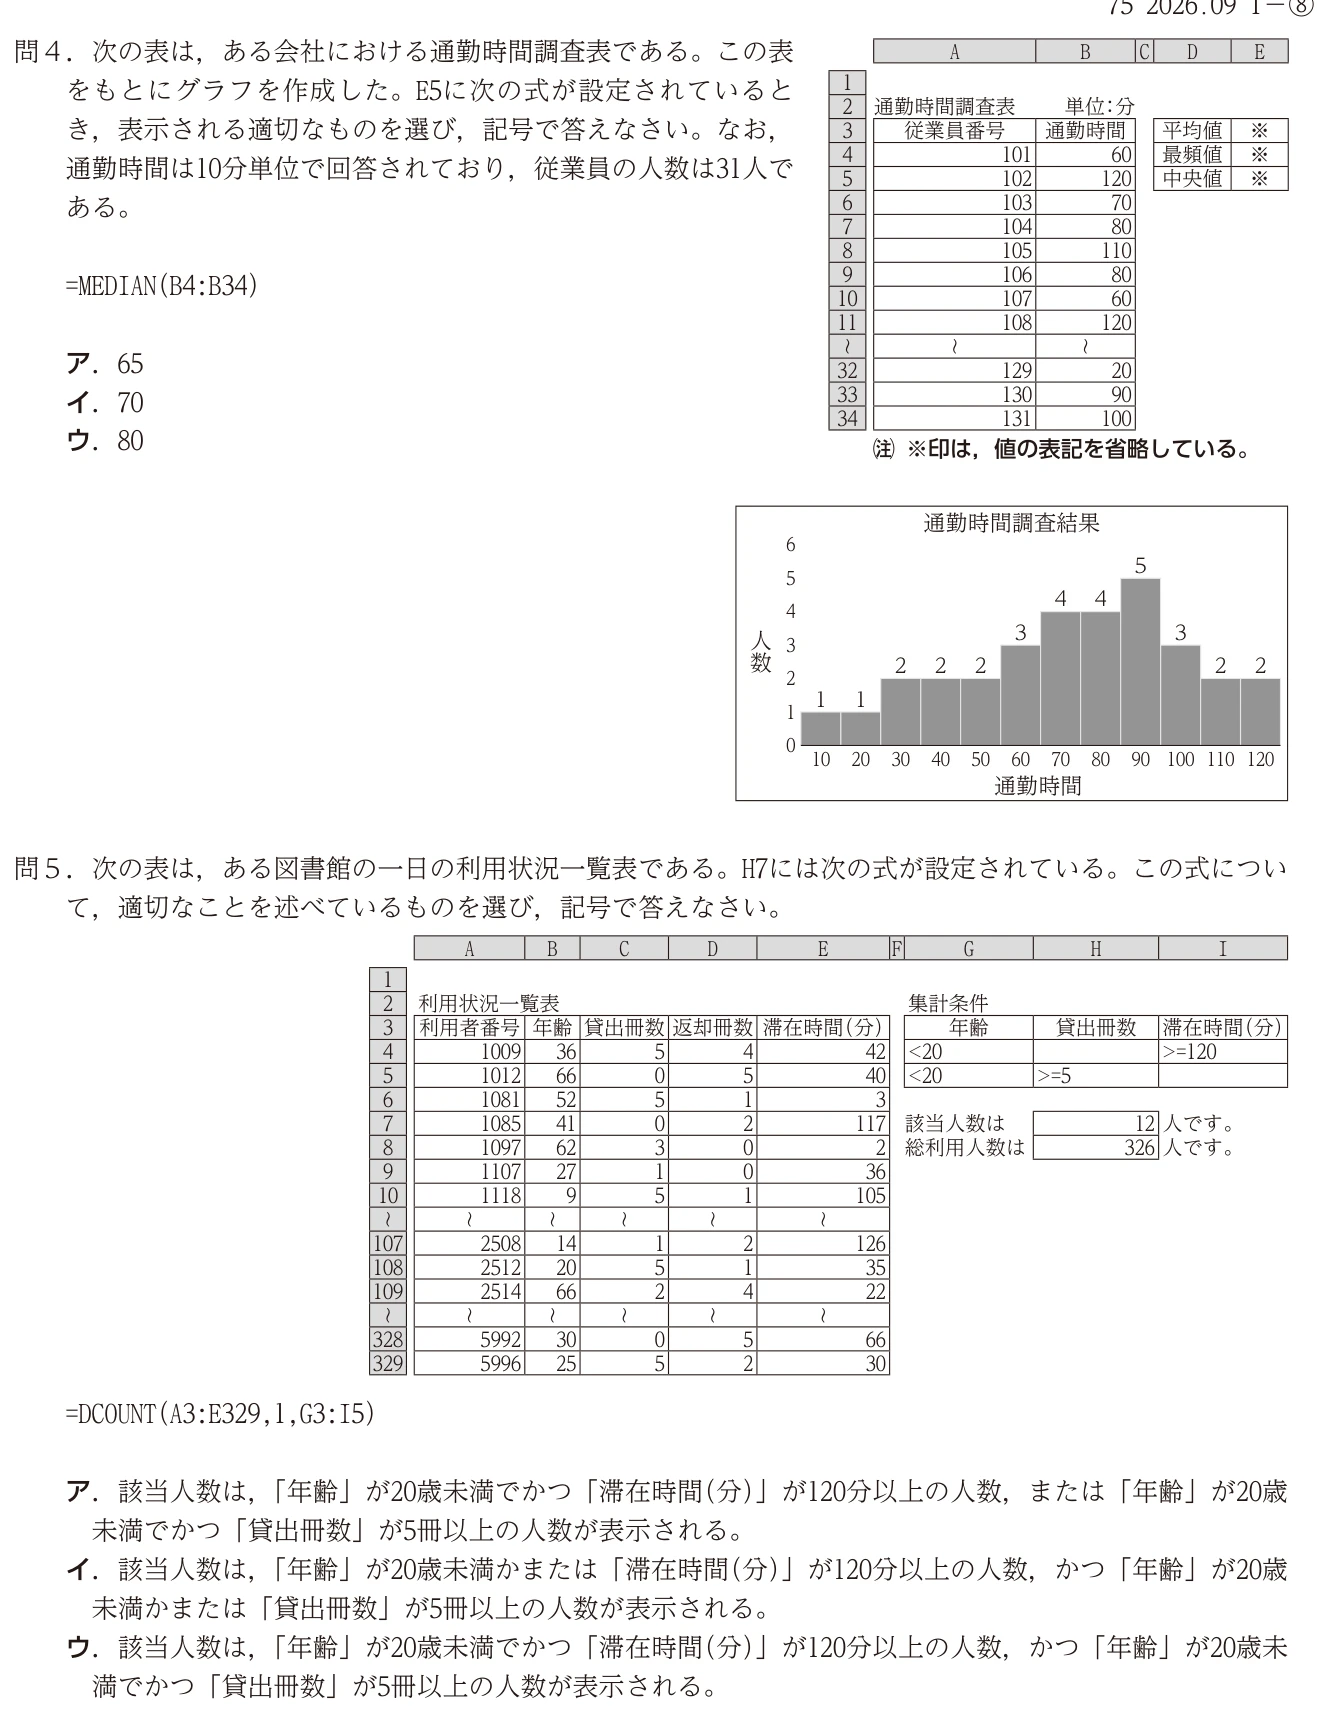 75 2026.09 1－⑧
問４．次の表は，ある会社における通勤時間調査表である。この表
をもとにグラフを作成した。E5に次の式が設定されていると
き，表示される適切なものを選び，記号で答えなさい。なお，
通勤時間は10分単位で回答されており，従業員の人数は31人で
ある。
=MEDIAN(B4:B34)
ア．65
イ．70
ウ．80
A B C D E
1
2 通勤時間調査表 単位：分
3 従業員番号 通勤時間 平均値 ※
4 101 60 最頻値 ※
5 102 120 中央値 ※
6 103 70
7 104 80
8 105 110
9 106 80
10 107 60
11 108 120
～ ～ ～
32 129 20
33 130 90
34 131 100
㊟ ※印は，値の表記を省略している。
通勤時間調査結果
6
5
4
3
2
1
0
人数
1 1 2 2 2 3 4 4 5 3 2 2
10 20 30 40 50 60 70 80 90 100 110 120
通勤時間
問５．次の表は，ある図書館の一日の利用状況一覧表である。H7には次の式が設定されている。この式につい
て，適切なことを述べているものを選び，記号で答えなさい。
A B C D E F G H I
1
2 利用状況一覧表 集計条件
3 利用者番号 年齢 貸出冊数 返却冊数 滞在時間(分) 年齢 貸出冊数 滞在時間(分)
4 1009 36 5 4 42 <20 >=120
5 1012 66 0 5 40 <20 >=5
6 1081 52 5 1 3
7 1085 41 0 2 117 該当人数は 12 人です。
8 1097 62 3 0 2 総利用人数は 326 人です。
9 1107 27 1 0 36
10 1118 9 5 1 105
～ ～ ～ ～ ～ ～
107 2508 14 1 2 126
108 2512 20 5 1 35
109 2514 66 2 4 22
～ ～ ～ ～ ～ ～
328 5992 30 0 5 66
329 5996 25 5 2 30
=DCOUNT(A3:E329,1,G3:I5)
ア．該当人数は，「年齢」が20歳未満でかつ「滞在時間(分)」が120分以上の人数，または「年齢」が20歳
未満でかつ「貸出冊数」が5冊以上の人数が表示される。
イ．該当人数は，「年齢」が20歳未満かまたは「滞在時間(分)」が120分以上の人数，かつ「年齢」が20歳
未満かまたは「貸出冊数」が5冊以上の人数が表示される。
ウ．該当人数は，「年齢」が20歳未満でかつ「滞在時間(分)」が120分以上の人数，かつ「年齢」が20歳未
満でかつ「貸出冊数」が5冊以上の人数が表示される。